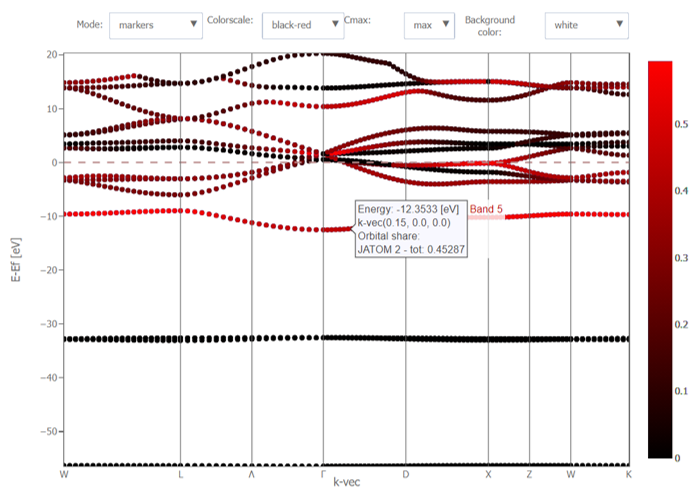 Mode: markers ▼ Colorscale: black-red ▼ Cmax: max ▼ Background color: white ▼
20
10
0
−10
−20
−30
−40
−50
E-Ef [eV]
Energy: -12.3533 [eV]
k-vec(0.15, 0.0, 0.0)
Orbital share:
JATOM 2 - tot: 0.45287
Band 5
W L Λ Γ D X Z W K
k-vec
0.5
0.4
0.3
0.2
0.1
0